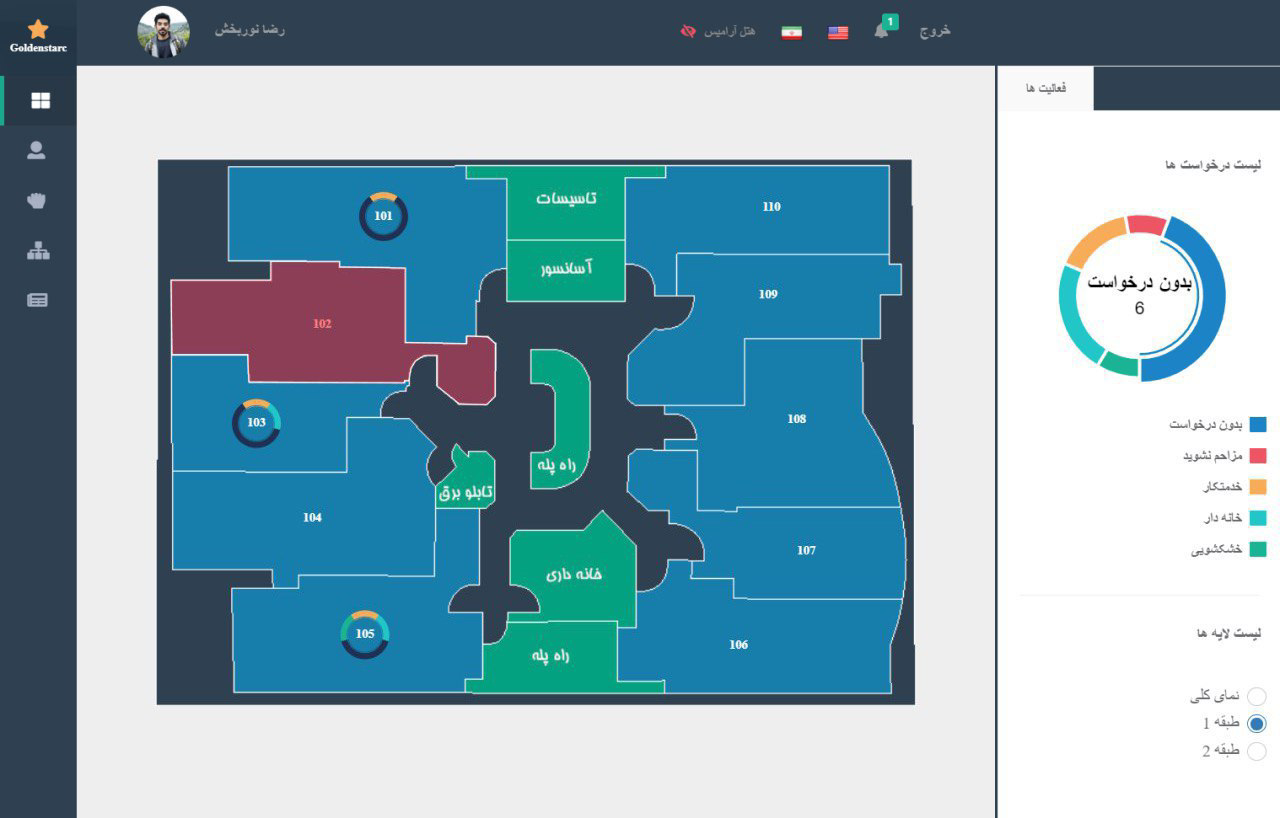 Goldenstarc
رضا نوربخش
هتل آرامیس
1
خروج
فعالیت ها
لیست درخواست ها
بدون درخواست
6
بدون درخواست
مزاحم نشوید
خدمتکار
خانه دار
خشکشویی
لیست لایه ها
نمای کلی
طبقه 1
طبقه 2
تاسیسات
آسانسور
101
110
109
102
103
108
راه پله
تابلو برق
104
107
خانه داری
105
106
راه پله